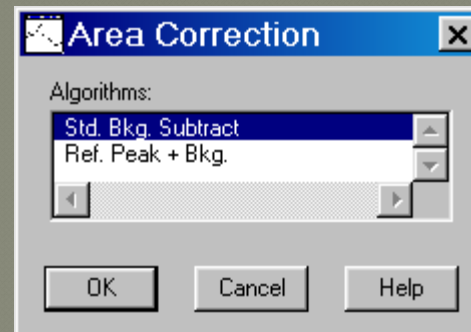 Area Correction
Algorithms:
Std. Bkg. Subtract
Ref. Peak + Bkg.
OK Cancel Help